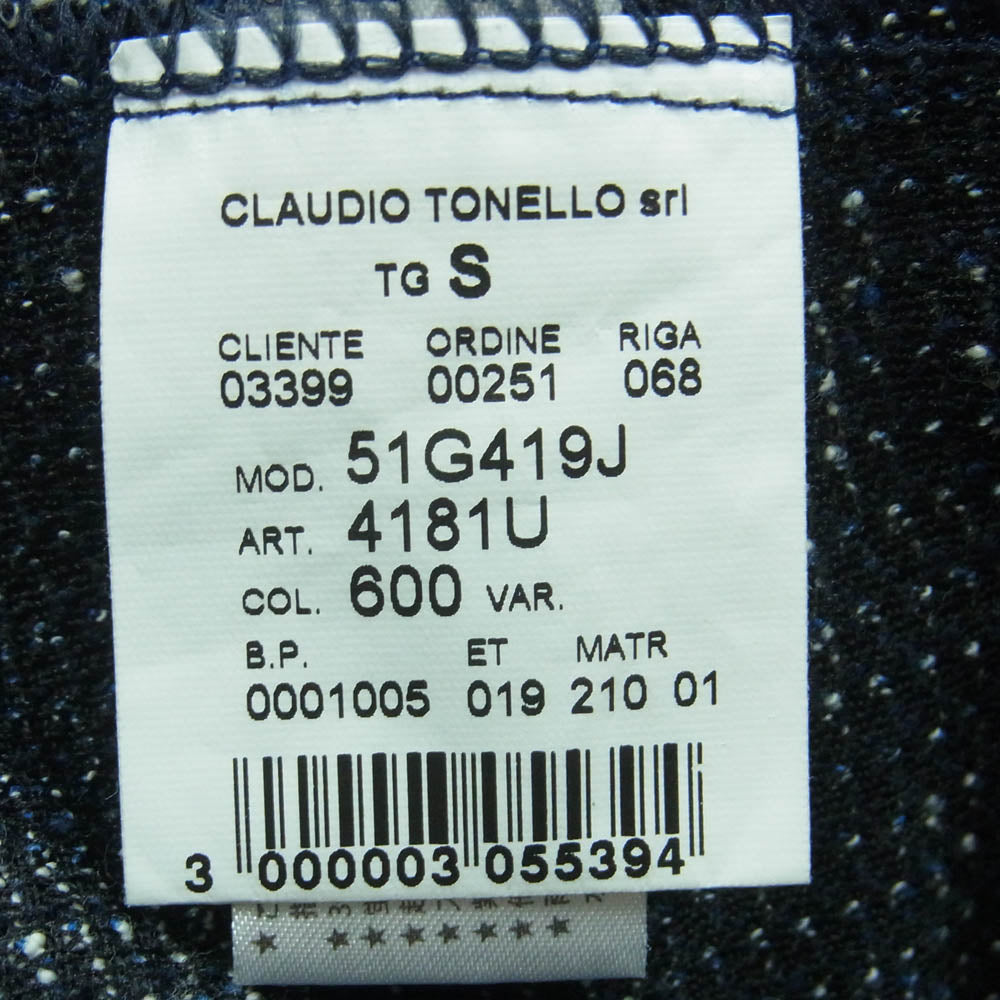 CLAUDIO TONELLO srl
TG S
CLIENTE ORDINE RIGA
03399 00251 068
MOD. 51G419J
ART. 4181U
COL. 600 VAR.
B.P. ET MATR
0001005 019 210 01
3 000003 055394
★ ★ ★ ★ ★ ★ ★ ★